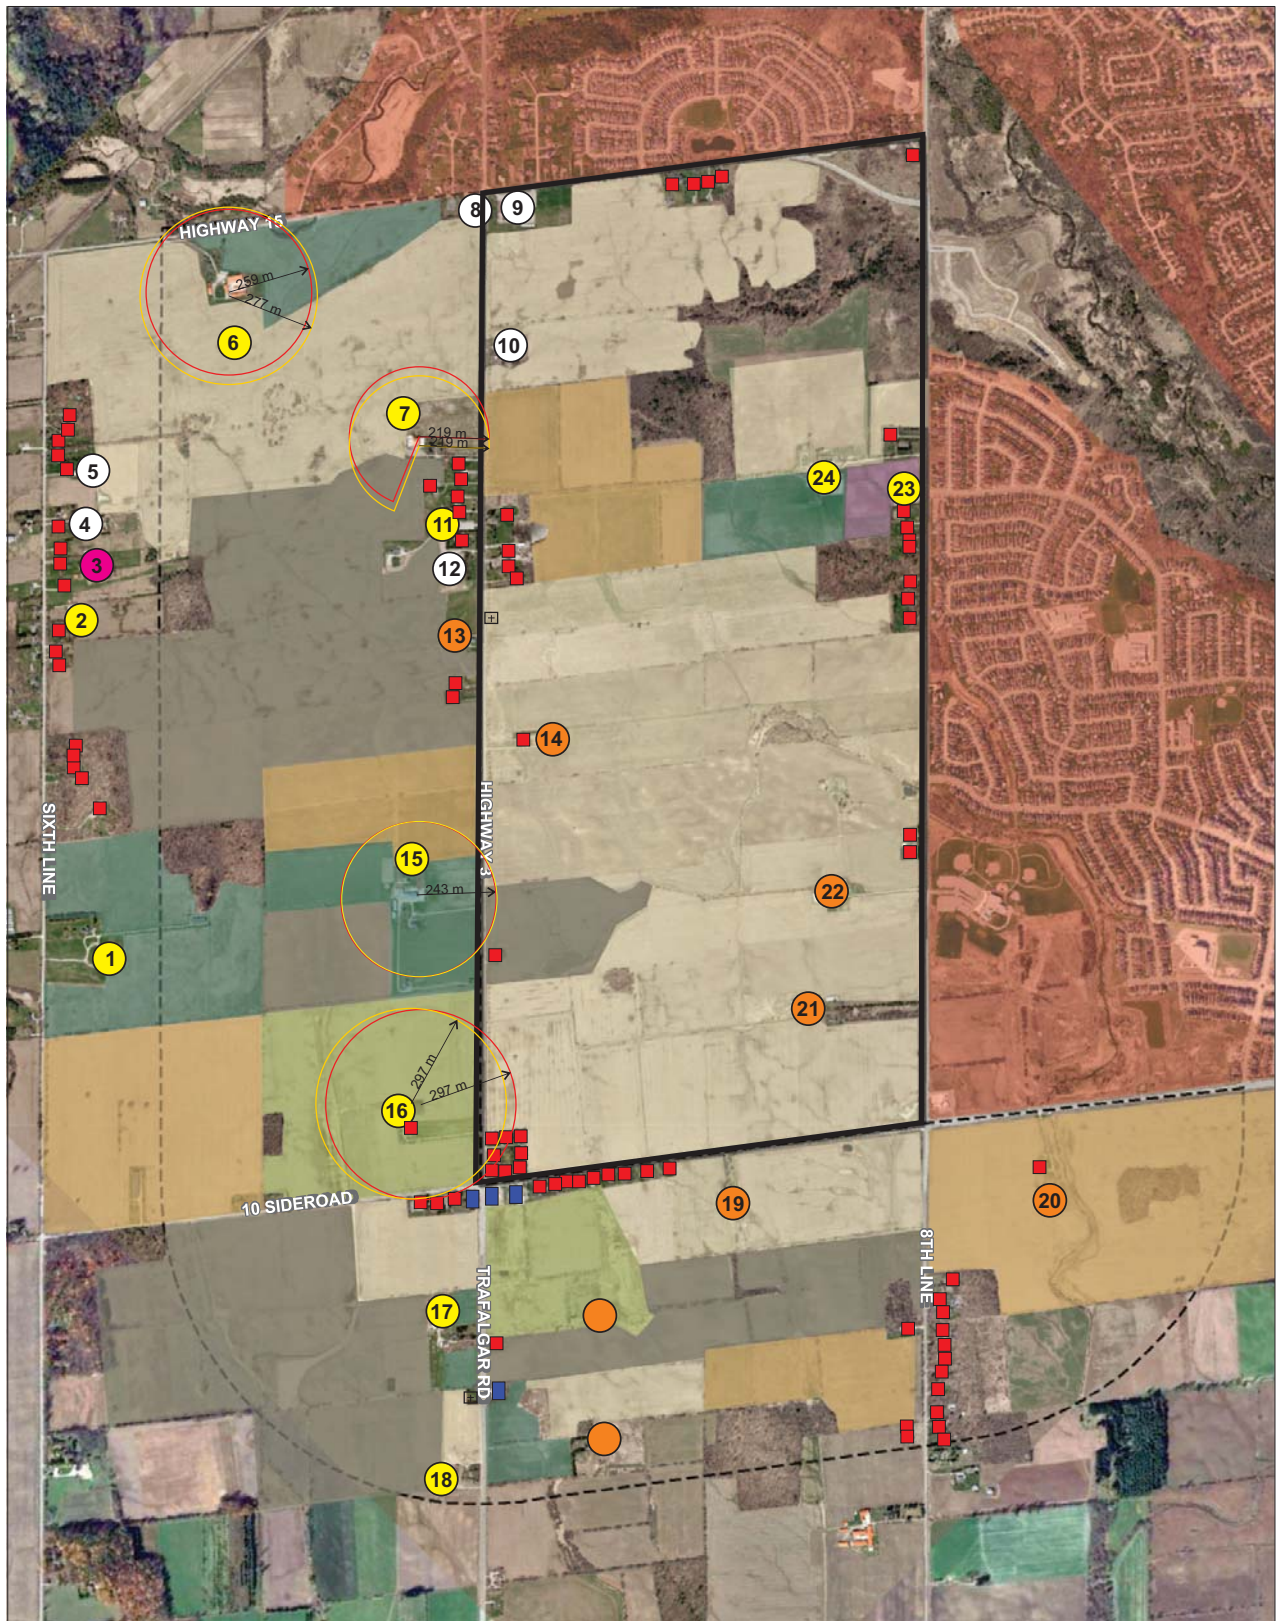 8
9
HIGHWAY 15
259 m
277 m
6
10
7
219 m
249 m
5
24
23
4
11
3
12
2
13
14
HIGHWAY 3
SIXTH LINE
15
243 m
22
1
21
297 m
297 m
16
10 SIDEROAD
19
20
8TH LINE
TRAFALGAR RD
17
18